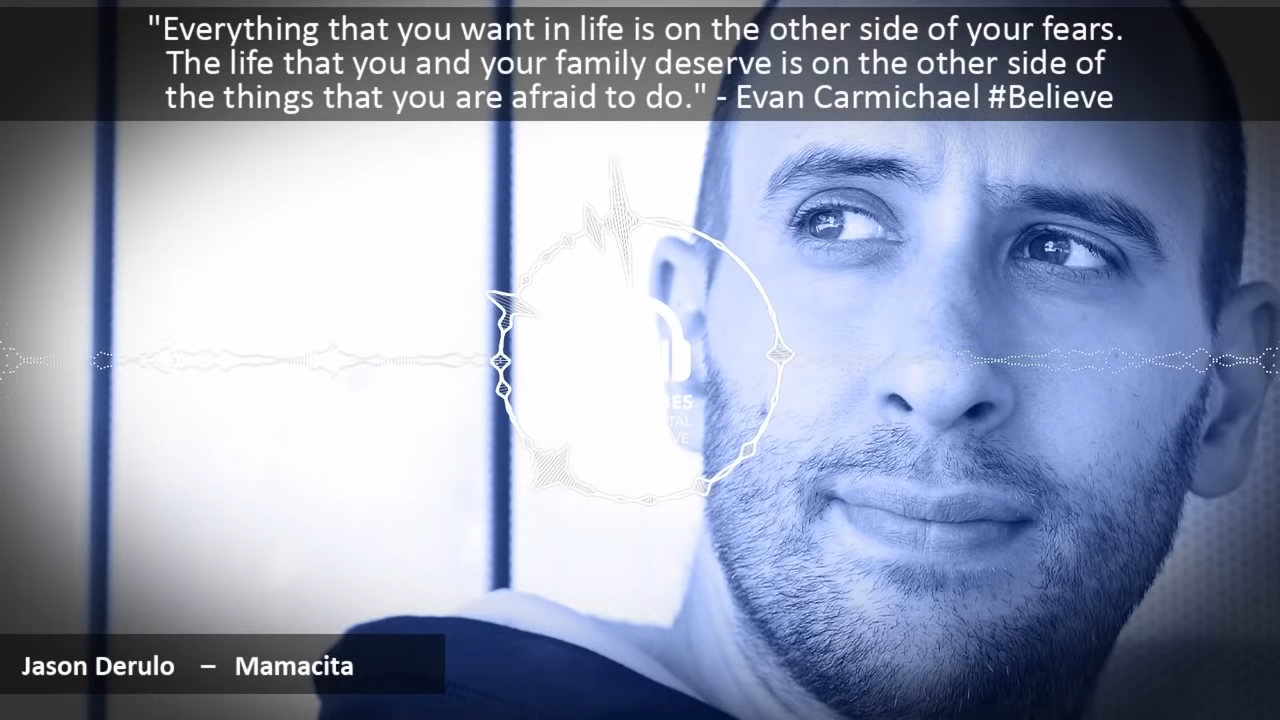 "Everything that you want in life is on the other side of your fears.
The life that you and your family deserve is on the other side of
the things that you are afraid to do." - Evan Carmichael #Believe
Jason Derulo – Mamacita